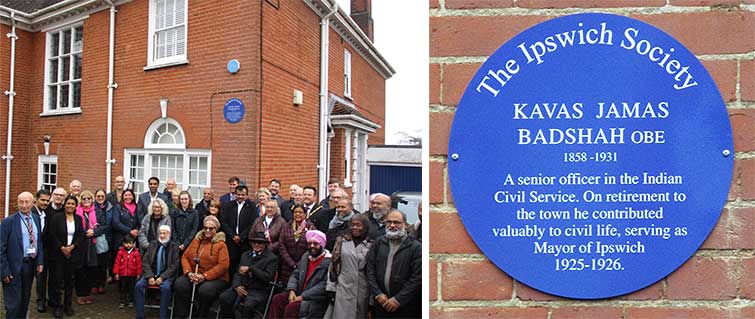 The Ipswich Society
KAVAS JAMAS
BADSHAH OBE
1858 -1931
A senior officer in the Indian
Civil Service. On retirement to
the town he contributed
valuably to civil life, serving as
Mayor of Ipswich
1925-1926.